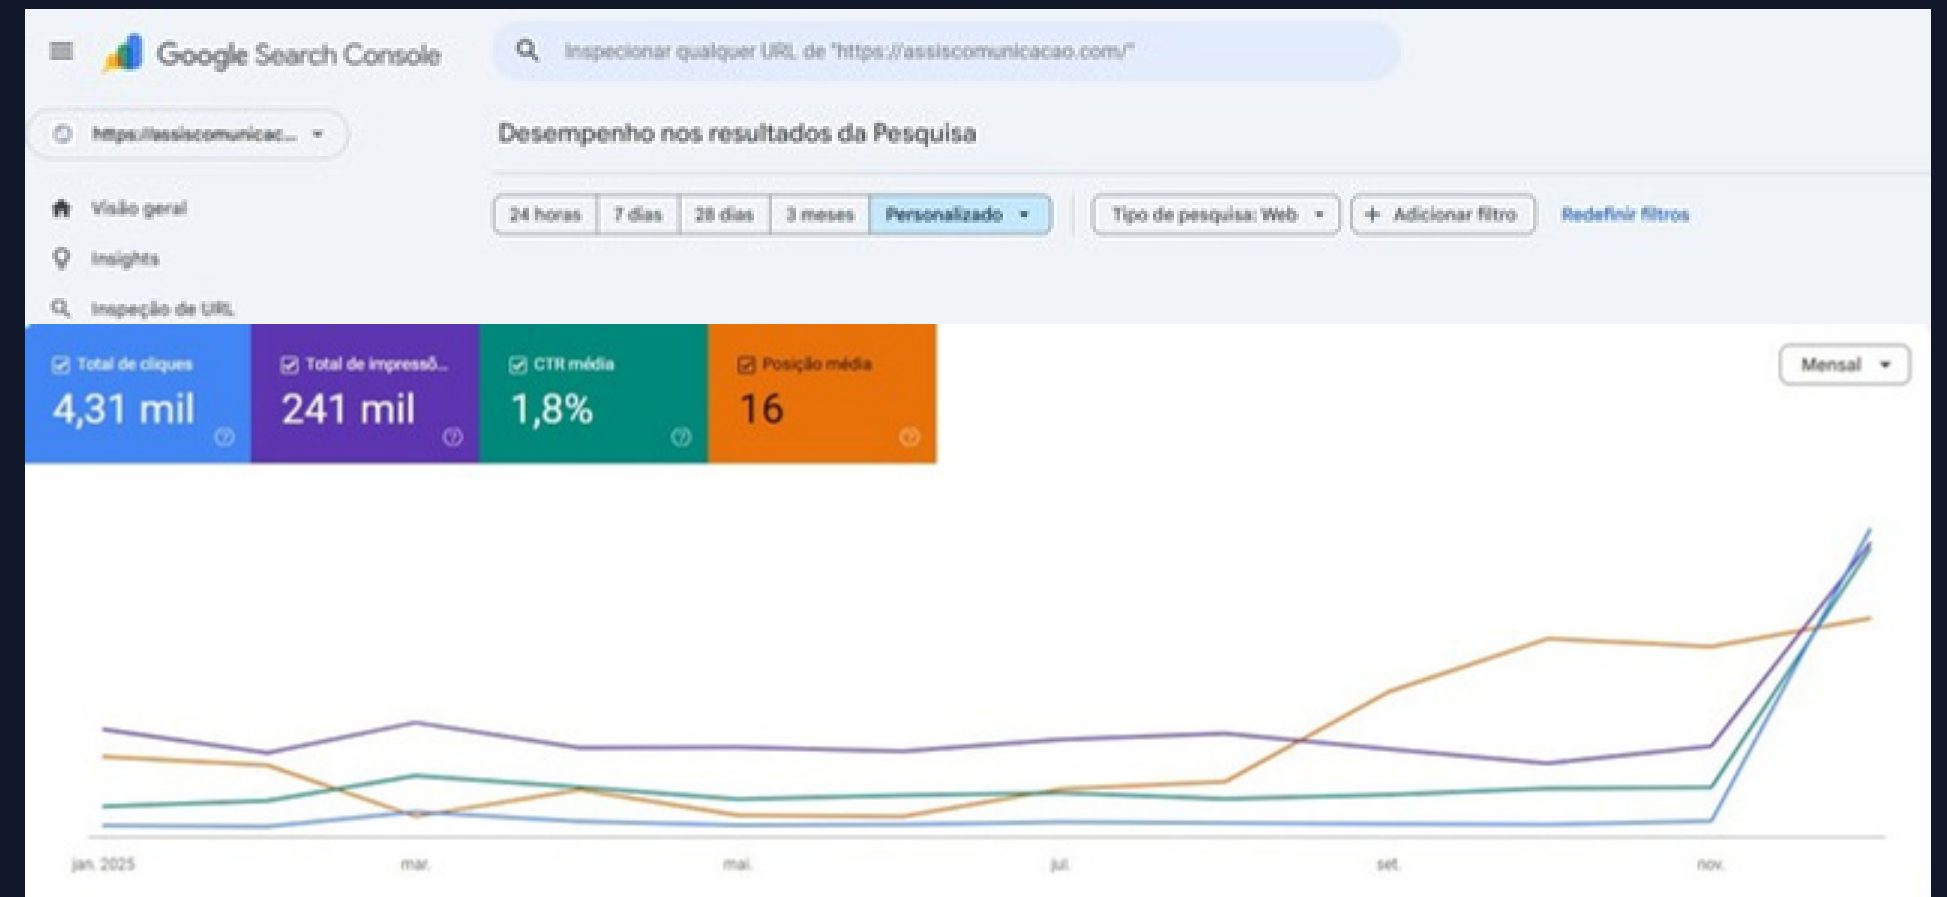 Google Search Console
Inspecionar qualquer URL de "https://assiscomunicacao.com/"
https://assiscomunicac...
Desempenho nos resultados da Pesquisa
Visão geral
Insights
Inspeção de URL
24 horas 7 dias 28 dias 3 meses Personalizado
Tipo de pesquisa: Web + Adicionar filtro Redefinir filtros
Total de cliques
4,31 mil
Total de impressõ...
241 mil
CTR média
1,8%
Posição média
16
Mensal
jan. 2025 mar. mai. jul. set. nov.